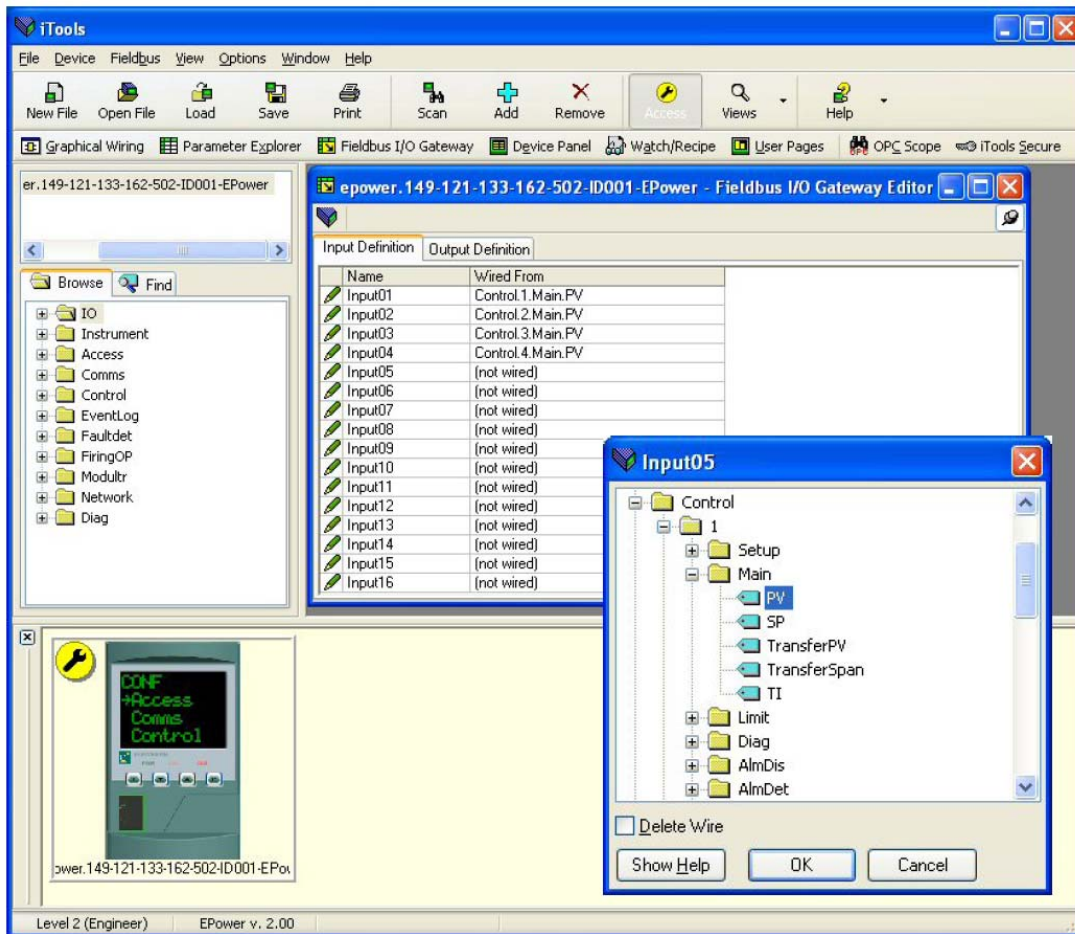 iTools
File Device Fieldbus View Options Window Help
New File Open File Load Save Print Scan Add Remove Access Views Help
Graphical Wiring Parameter Explorer Fieldbus I/O Gateway Device Panel Watch/Recipe User Pages OPC Scope iTools Secure
er.149-121-133-162-502-ID001-EPower
Browse Find
IO
Instrument
Access
Comms
Control
EventLog
Faultdet
FiringOP
Modultr
Network
Diag
epower.149-121-133-162-502-ID001-EPower - Fieldbus I/O Gateway Editor
Input Definition Output Definition
Name Wired From
Input01 Control.1.Main.PV
Input02 Control.2.Main.PV
Input03 Control.3.Main.PV
Input04 Control.4.Main.PV
Input05 (not wired)
Input06 (not wired)
Input07 (not wired)
Input08 (not wired)
Input09 (not wired)
Input10 (not wired)
Input11 (not wired)
Input12 (not wired)
Input13 (not wired)
Input14 (not wired)
Input15 (not wired)
Input16 (not wired)
Input05
Control
1
Setup
Main
PV
SP
TransferPV
TransferSpan
TI
Limit
Diag
AlmDis
AlmDet
Delete Wire
Show Help OK Cancel
CONF
→Access
Comms
Control
ower.149-121-133-162-502-ID001-EPow
Level 2 (Engineer) EPower v. 2.00